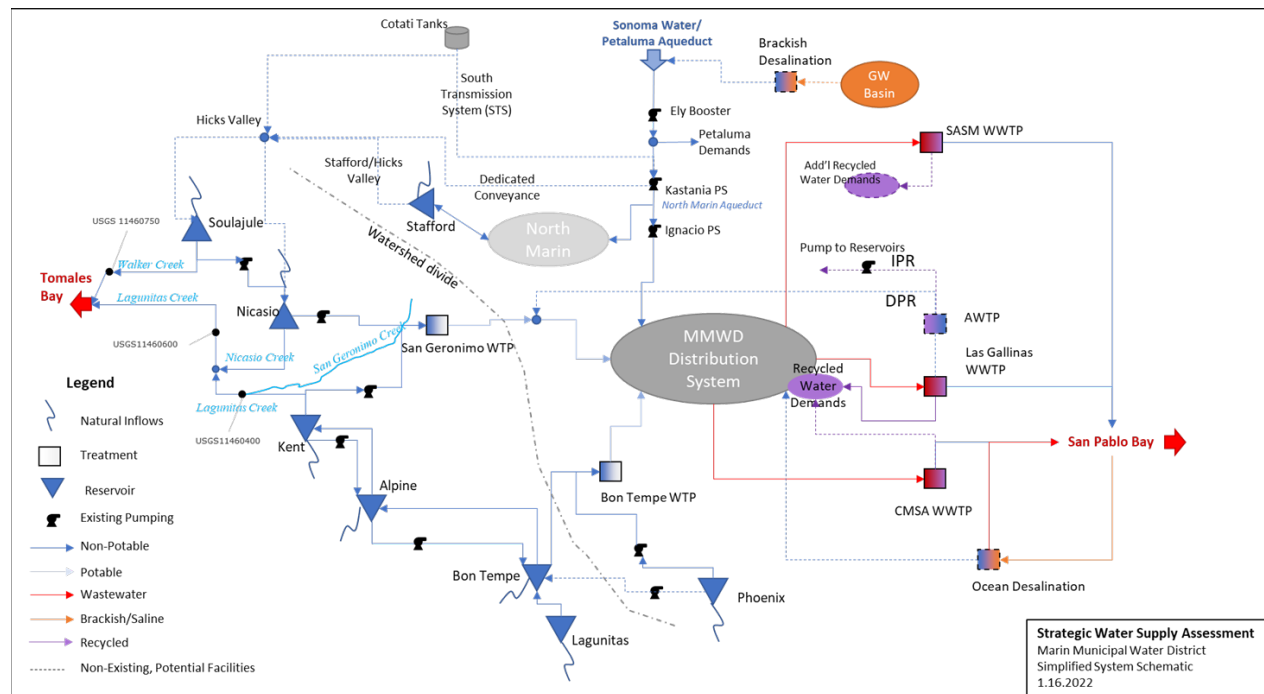 Cotati Tanks
Sonoma Water/
Petaluma Aqueduct
Brackish
Desalination
GW
Basin
South
Transmission
System (STS)
Ely Booster
Hicks Valley
Petaluma
Demands
SASM WWTP
Stafford/Hicks
Valley
Add'l Recycled
Water Demands
Dedicated
Conveyance
Kastania PS
North Marin Aqueduct
USGS 11460750
Soulajule
Stafford
North
Marin
Ignacio PS
Watershed divide
Pump to Reservoirs
IPR
Walker Creek
Tomales
Bay
Lagunitas Creek
DPR
Nicasio
AWTP
USGS11460600
San Geronimo WTP
MMWD
Distribution
System
Las Gallinas
WWTP
Nicasio Creek
San Geronimo Creek
Recycled
Water
Demands
Legend
Lagunitas Creek
USGS11460400
Natural Inflows
Kent
San Pablo Bay
Treatment
Reservoir
Alpine
Bon Tempe WTP
CMSA WWTP
Existing Pumping
Non-Potable
Potable
Bon Tempe
Ocean Desalination
Wastewater
Phoenix
Brackish/Saline
Lagunitas
Recycled
Non-Existing, Potential Facilities
Strategic Water Supply Assessment
Marin Municipal Water District
Simplified System Schematic
1.16.2022